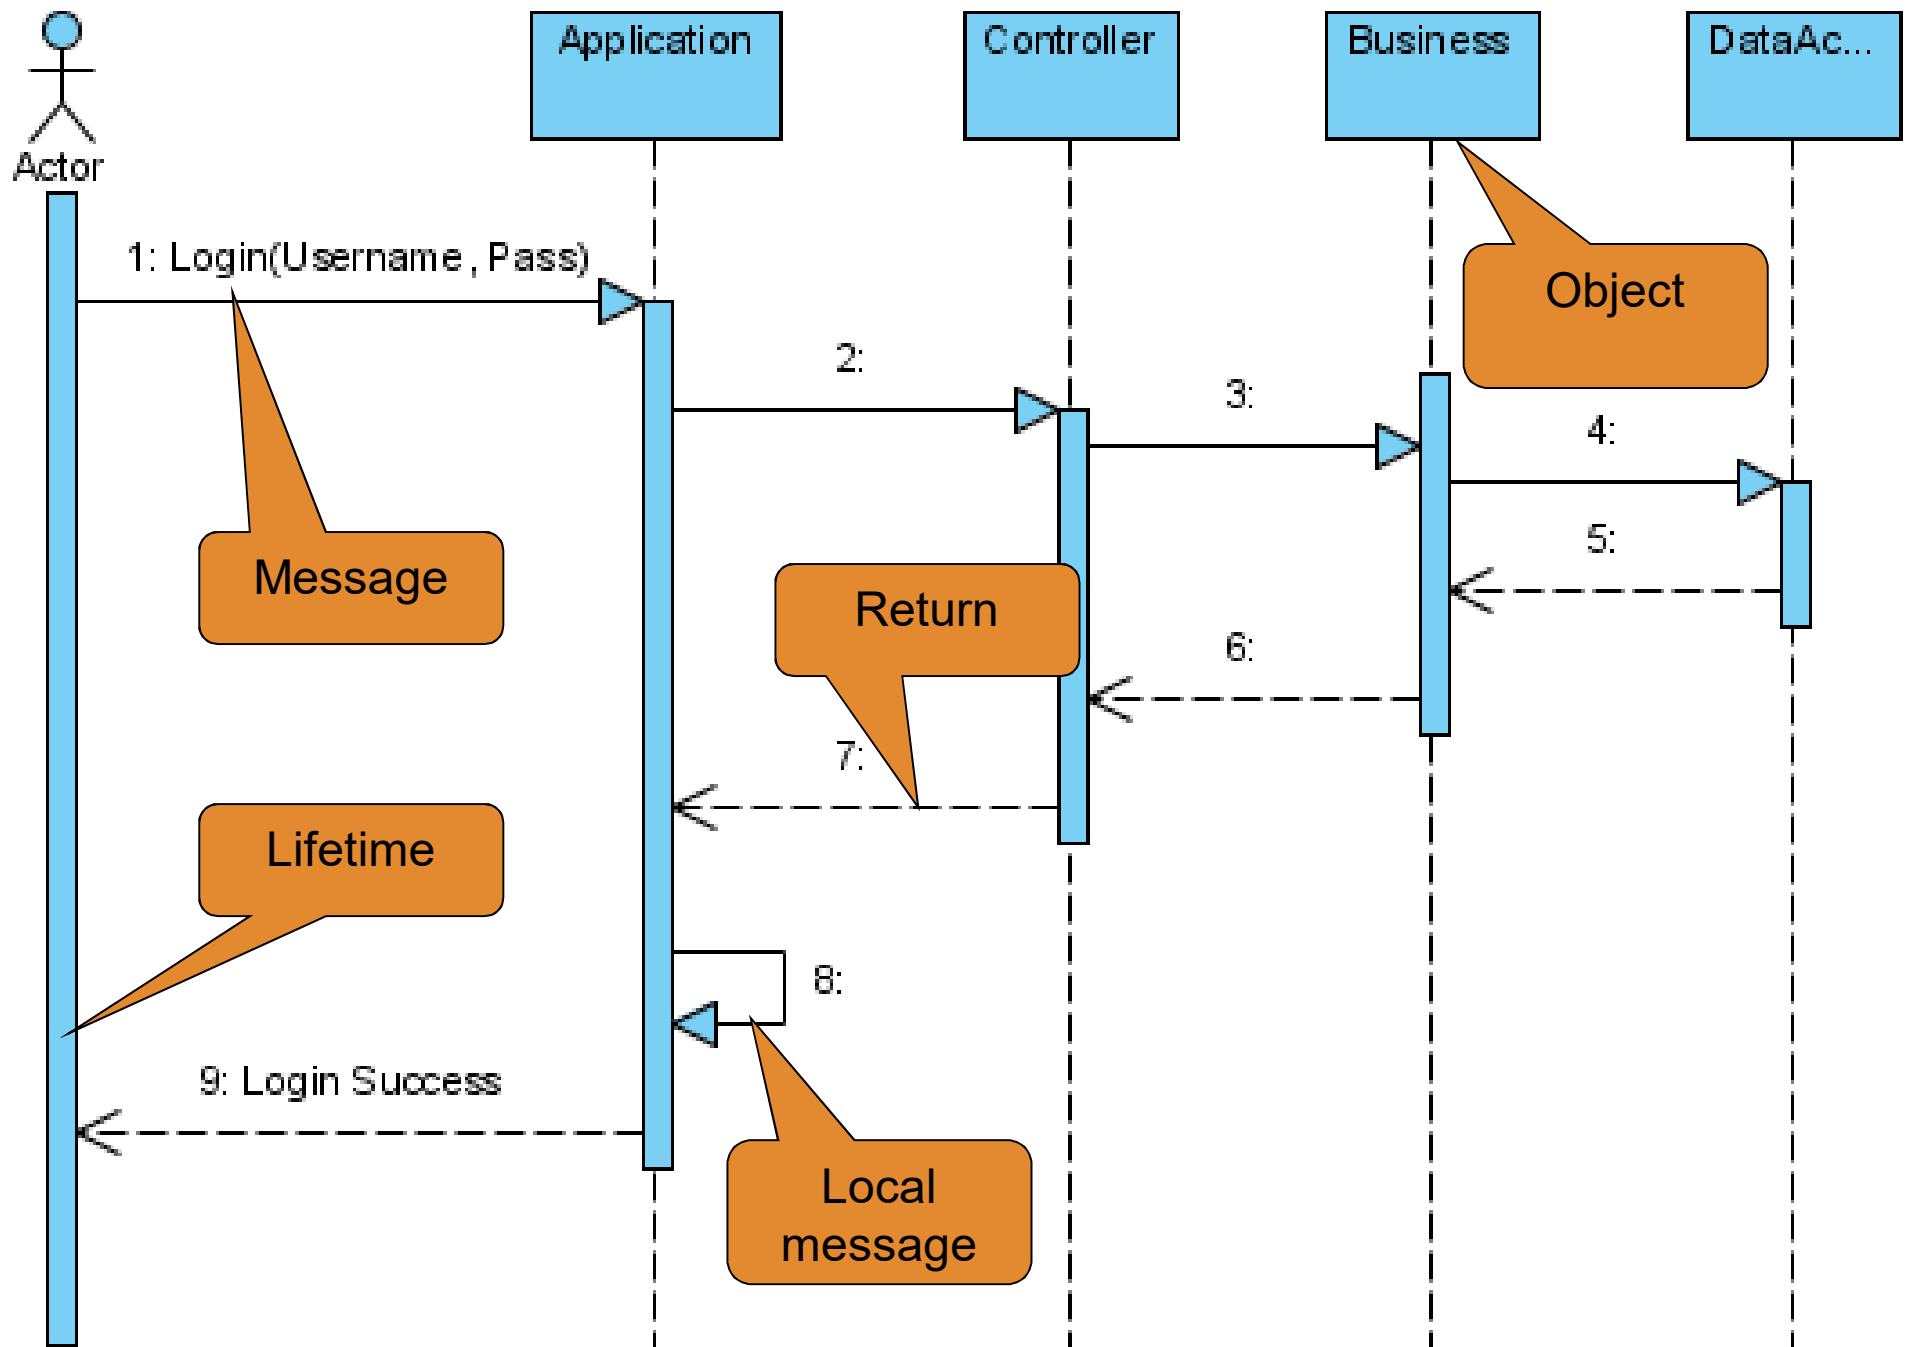 Application
Controller
Business
DataAc...
Actor
1: Login(Username, Pass)
Object
2:
3:
4:
5:
Message
Return
6:
7:
Lifetime
8:
9: Login Success
Local
message